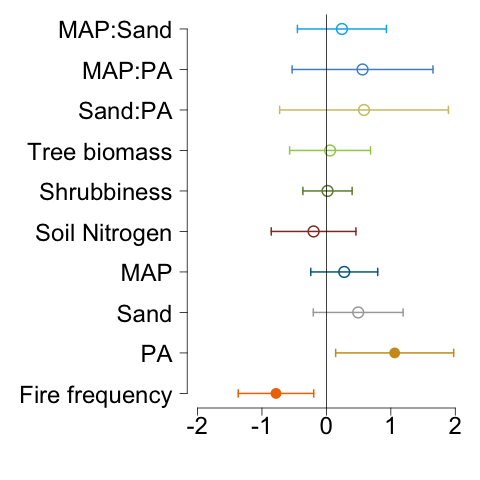 MAP:Sand
MAP:PA
Sand:PA
Tree biomass
Shrubbiness
Soil Nitrogen
MAP
Sand
PA
Fire frequency
-2 -1 0 1 2